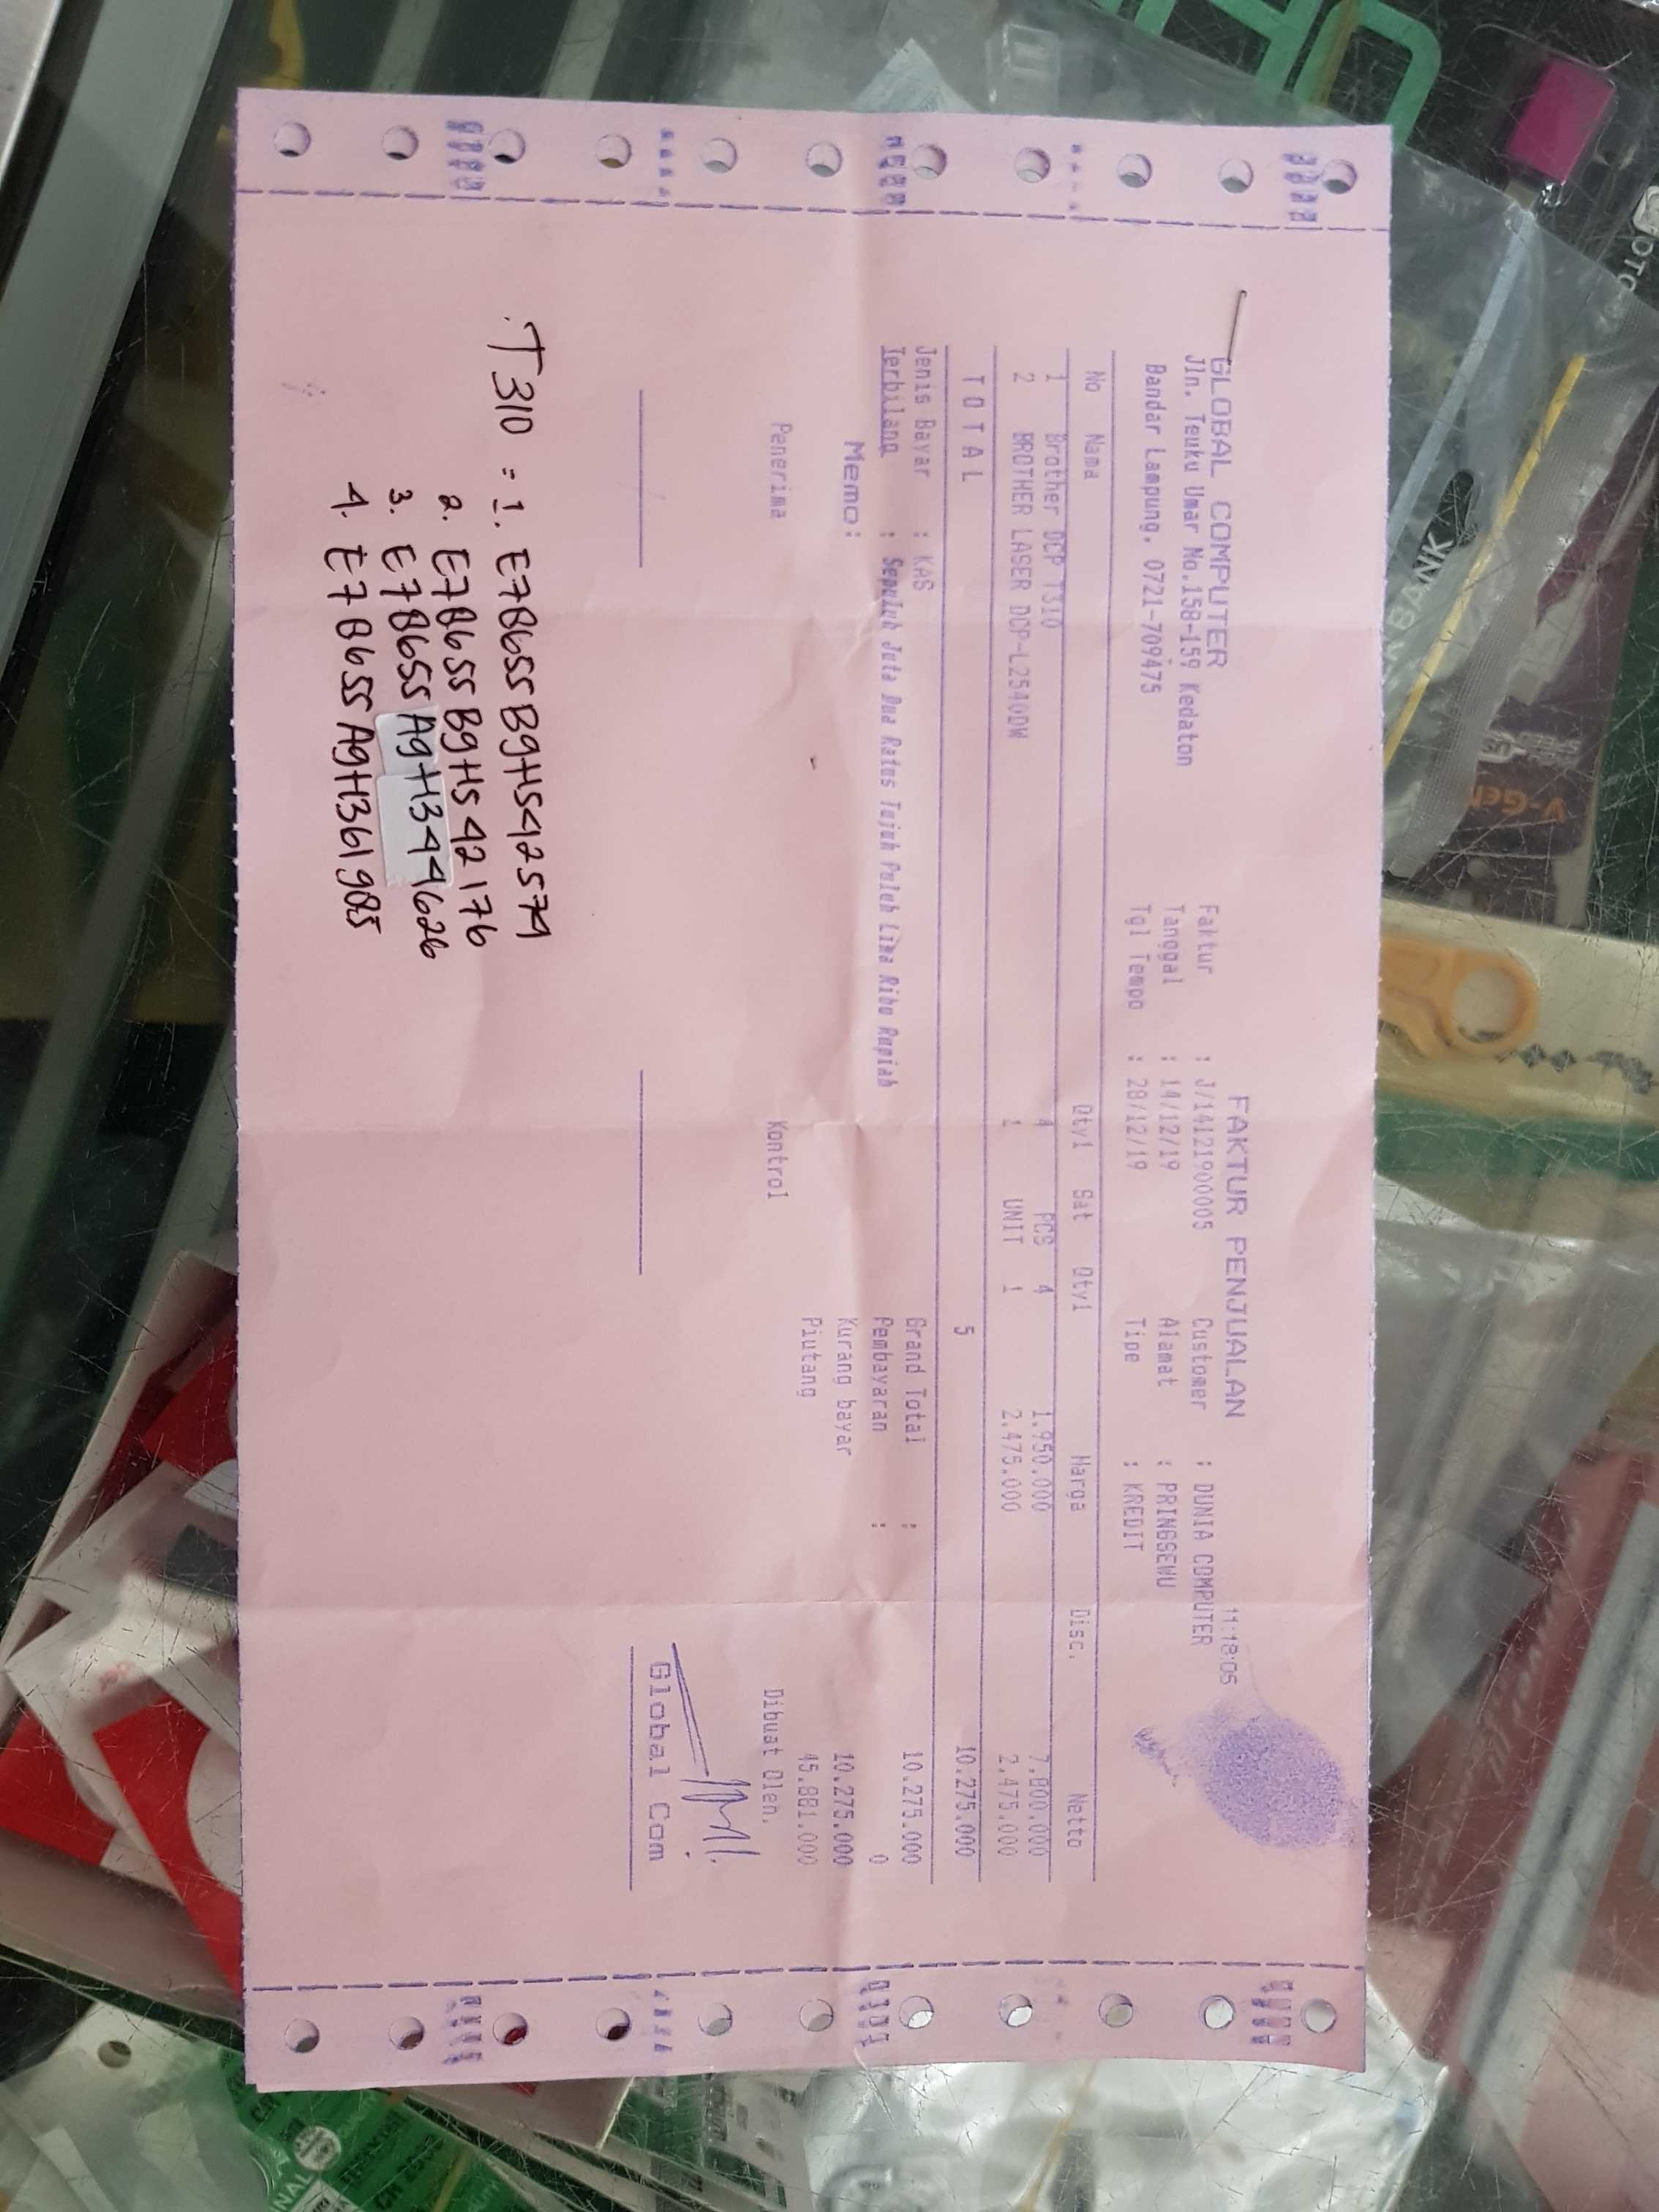 GLOBAL COMPUTER
FAKTUR PENJUALAN
11:18:05
Jln. Teuku Umar No.158-159 Kedaton
Faktur : J/1412190005
Customer : DUNIA COMPUTER
Bandar Lampung. 0721-709475
Tanggal : 14/12/19
Alamat : PRINGSEWU
Tgl Tempo : 28/12/19
Tipe : KREDIT
No Nama Qty1 Sat Qty1 Harga Disc. Netto
1 Brother DCP T310 4 PCS 4 1.950.000 7.800.000
2 BROTHER LASER DCP-L2540DW 1 UNIT 1 2.475.000 2.475.000
T O T A L 5 10.275.000
Jenis Bayar : KAS
Grand Total : 10.275.000
Terbilang : Sepuluh Juta Dua Ratus Tujuh Puluh Lima Ribu Rupiah
Pembayaran : 0
Memo:
Kurang bayar 10.275.000
Piutang 45.881.000
Penerima Kontrol Dibuat Oleh,
Global Com
T310 = 1. E7B655B9H542574
2. E7B655B9H542176
3. E7B655A9H344626
4. E7B655A9H361985
V-Gen